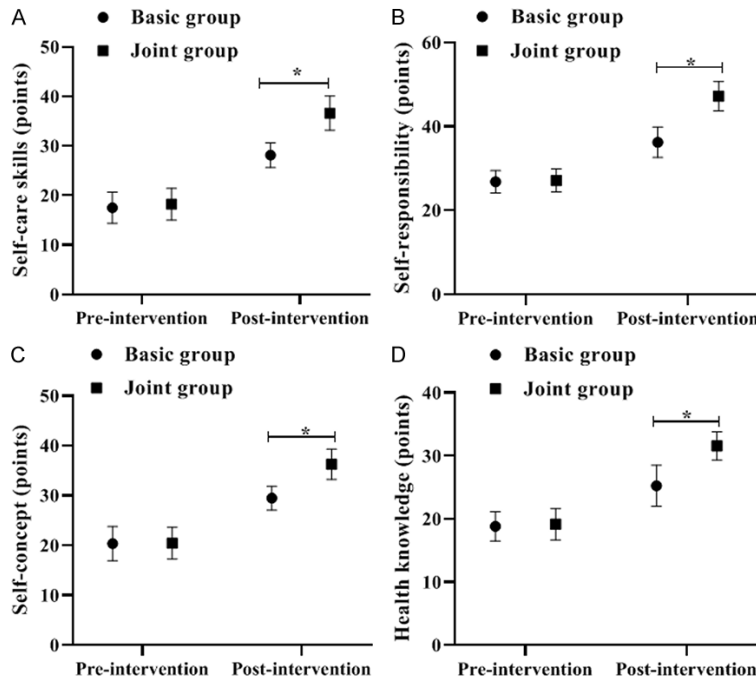 A
Basic group
Joint group
Self-care skills (points)
50
40
30
20
10
0
*
Pre-intervention Post-intervention
B
Basic group
Joint group
Self-responsibility (points)
60
40
20
0
*
Pre-intervention Post-intervention
C
Basic group
Joint group
Self-concept (points)
50
40
30
20
10
0
*
Pre-intervention Post-intervention
D
Basic group
Joint group
Health knowledge (points)
40
30
20
10
0
*
Pre-intervention Post-intervention